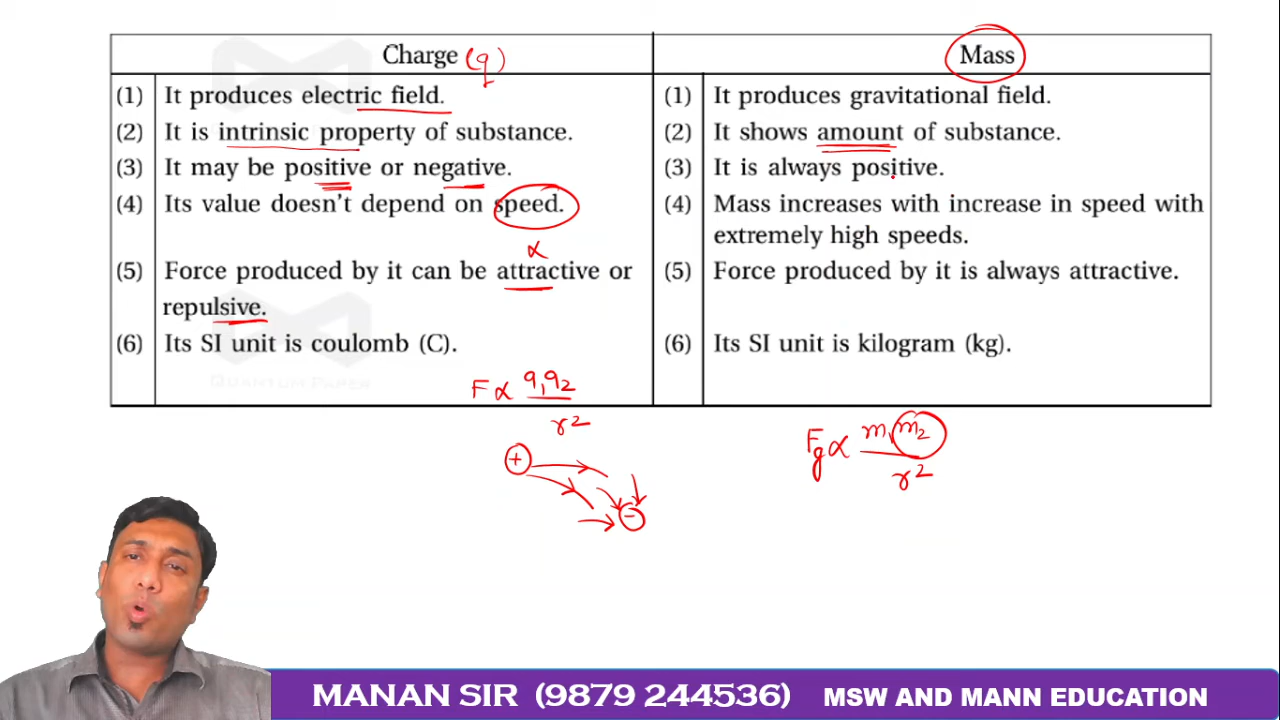 Charge (q)
Mass
(1) It produces electric field.
(1) It produces gravitational field.
(2) It is intrinsic property of substance.
(2) It shows amount of substance.
(3) It may be positive or negative.
(3) It is always positive.
(4) Its value doesn't depend on speed.
(4) Mass increases with increase in speed with
extremely high speeds.
∝
(5) Force produced by it can be attractive or
repulsive.
(5) Force produced by it is always attractive.
(6) Its SI unit is coulomb (C).
(6) Its SI unit is kilogram (kg).
QUANTUM PAPER
F ∝ q₁q₂
r²
Fg ∝ m₁m₂
r²
+
−
MANAN SIR (9879 244536) MSW AND MANN EDUCATION